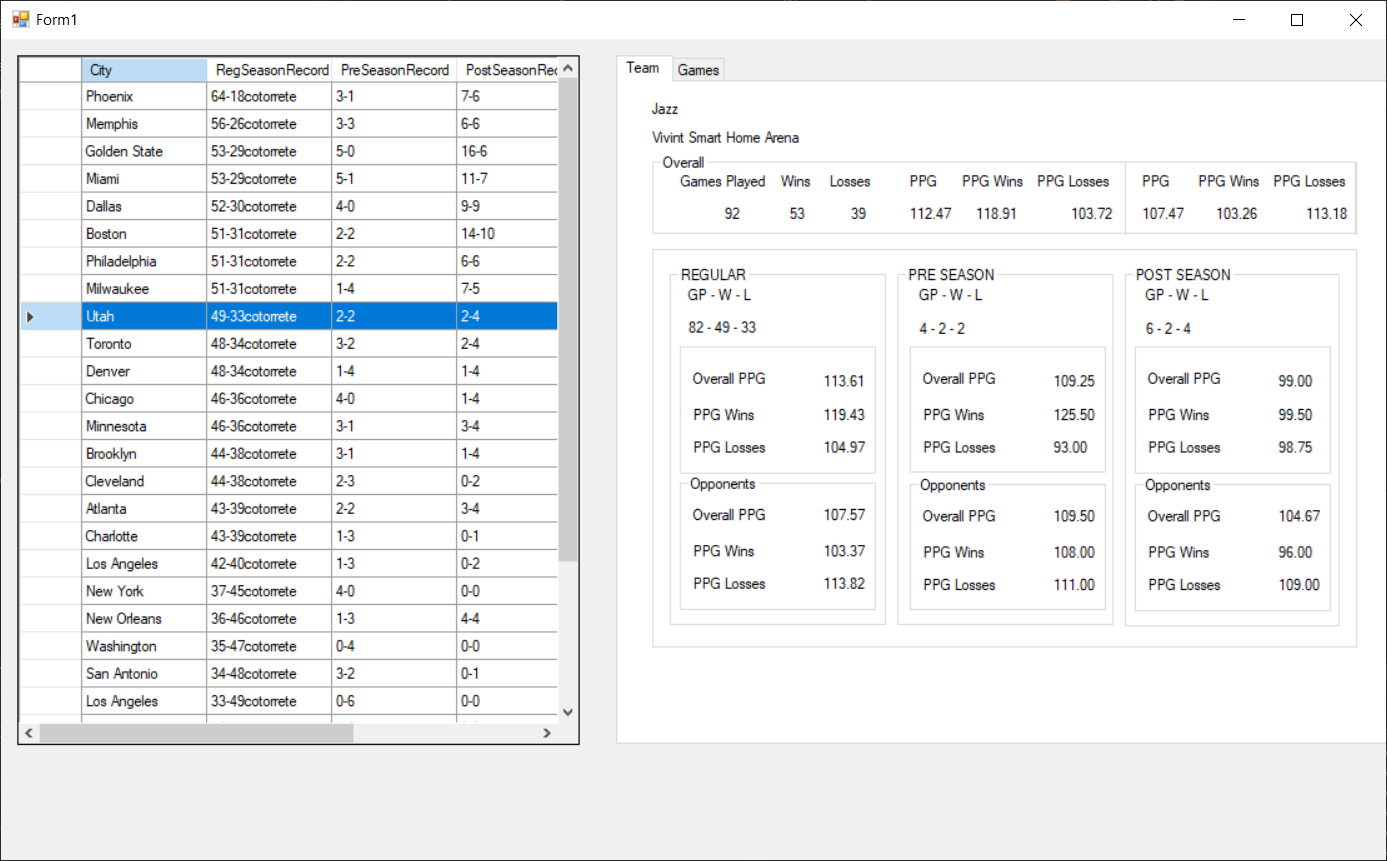 Form1
City RegSeasonRecord PreSeasonRecord PostSeasonRec
Phoenix 64-18cotorrete 3-1 7-6
Memphis 56-26cotorrete 3-3 6-6
Golden State 53-29cotorrete 5-0 16-6
Miami 53-29cotorrete 5-1 11-7
Dallas 52-30cotorrete 4-0 9-9
Boston 51-31cotorrete 2-2 14-10
Philadelphia 51-31cotorrete 2-2 6-6
Milwaukee 51-31cotorrete 1-4 7-5
Utah 49-33cotorrete 2-2 2-4
Toronto 48-34cotorrete 3-2 2-4
Denver 48-34cotorrete 1-4 1-4
Chicago 46-36cotorrete 4-0 1-4
Minnesota 46-36cotorrete 3-1 3-4
Brooklyn 44-38cotorrete 3-1 1-4
Cleveland 44-38cotorrete 2-3 0-2
Atlanta 43-39cotorrete 2-2 3-4
Charlotte 43-39cotorrete 1-3 0-1
Los Angeles 42-40cotorrete 1-3 0-2
New York 37-45cotorrete 4-0 0-0
New Orleans 36-46cotorrete 1-3 4-4
Washington 35-47cotorrete 0-4 0-0
San Antonio 34-48cotorrete 3-2 0-1
Los Angeles 33-49cotorrete 0-6 0-0
Team Games
Jazz
Vivint Smart Home Arena
Overall
Games Played Wins Losses PPG PPG Wins PPG Losses PPG PPG Wins PPG Losses
92 53 39 112.47 118.91 103.72 107.47 103.26 113.18
REGULAR
GP - W - L
82 - 49 - 33
Overall PPG 113.61
PPG Wins 119.43
PPG Losses 104.97
Opponents
Overall PPG 107.57
PPG Wins 103.37
PPG Losses 113.82
PRE SEASON
GP - W - L
4 - 2 - 2
Overall PPG 109.25
PPG Wins 125.50
PPG Losses 93.00
Opponents
Overall PPG 109.50
PPG Wins 108.00
PPG Losses 111.00
POST SEASON
GP - W - L
6 - 2 - 4
Overall PPG 99.00
PPG Wins 99.50
PPG Losses 98.75
Opponents
Overall PPG 104.67
PPG Wins 96.00
PPG Losses 109.00